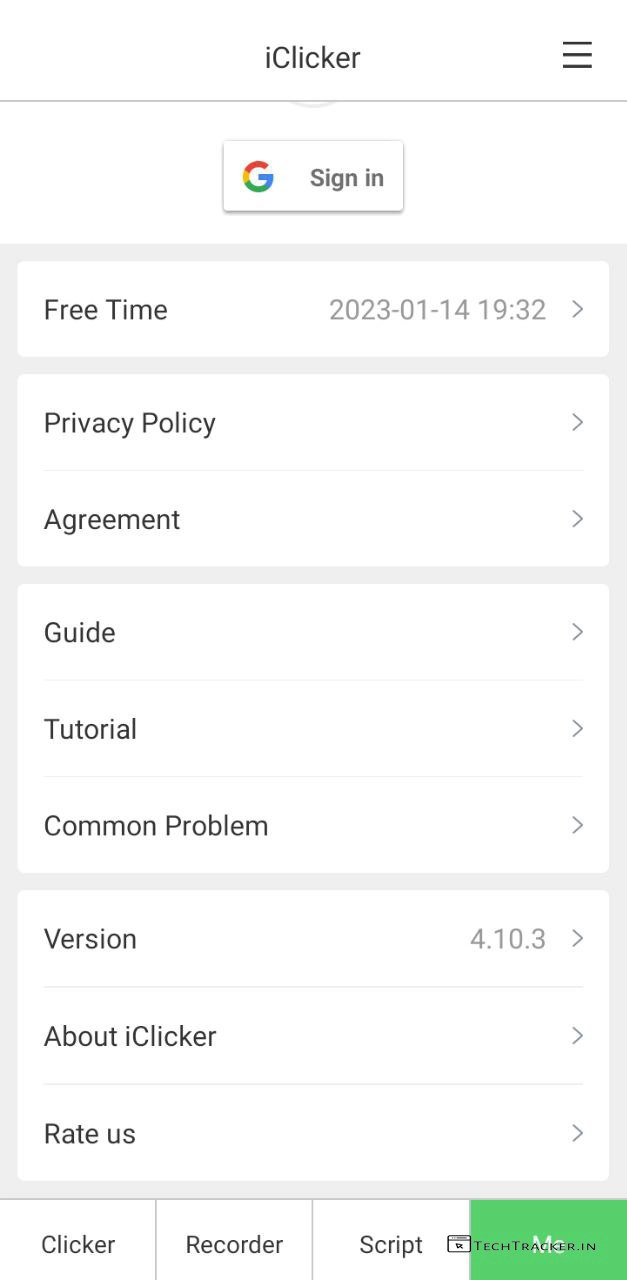 iClicker
Sign in
Free Time 2023-01-14 19:32
Privacy Policy
Agreement
Guide
Tutorial
Common Problem
Version 4.10.3
About iClicker
Rate us
Clicker Recorder Script Me
TECHTRACKER.IN